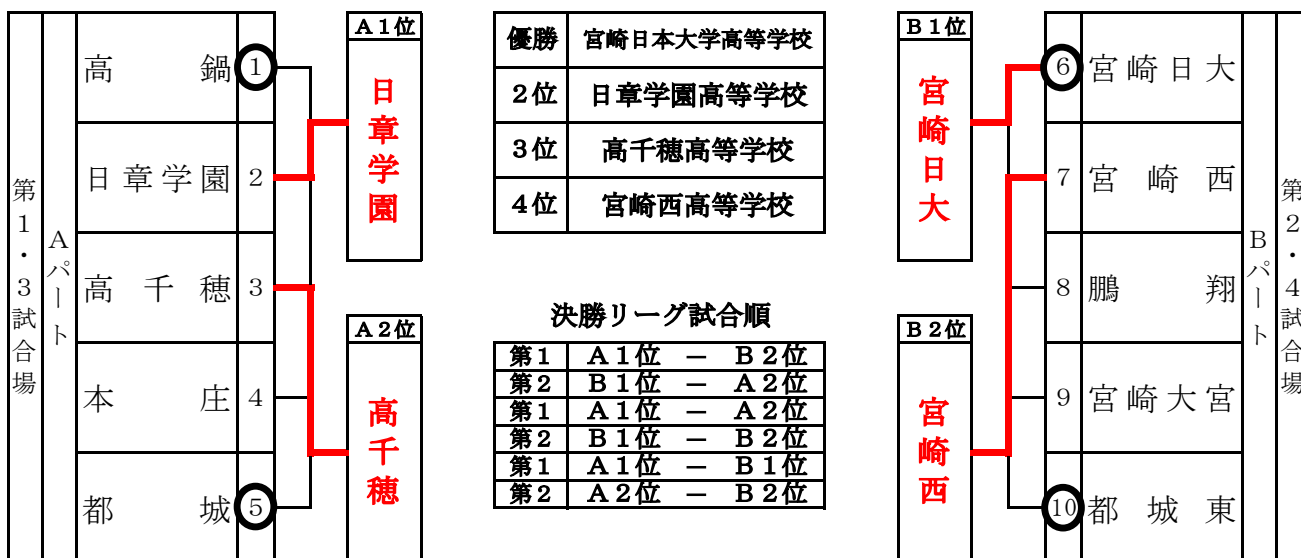 第1・3試合場
Aパート
高鍋 1
日章学園 2
高千穂 3
本庄 4
都城 5
A1位
日章学園
A2位
高千穂
優勝 宮崎日本大学高等学校
2位 日章学園高等学校
3位 高千穂高等学校
4位 宮崎西高等学校
決勝リーグ試合順
第1 A1位 － B2位
第2 B1位 － A2位
第1 A1位 － A2位
第2 B1位 － B2位
第1 A1位 － B1位
第2 A2位 － B2位
B1位
宮崎日大
B2位
宮崎西
6 宮崎日大
7 宮崎西
8 鵬翔
9 宮崎大宮
10 都城東
Bパート
第2・4試合場